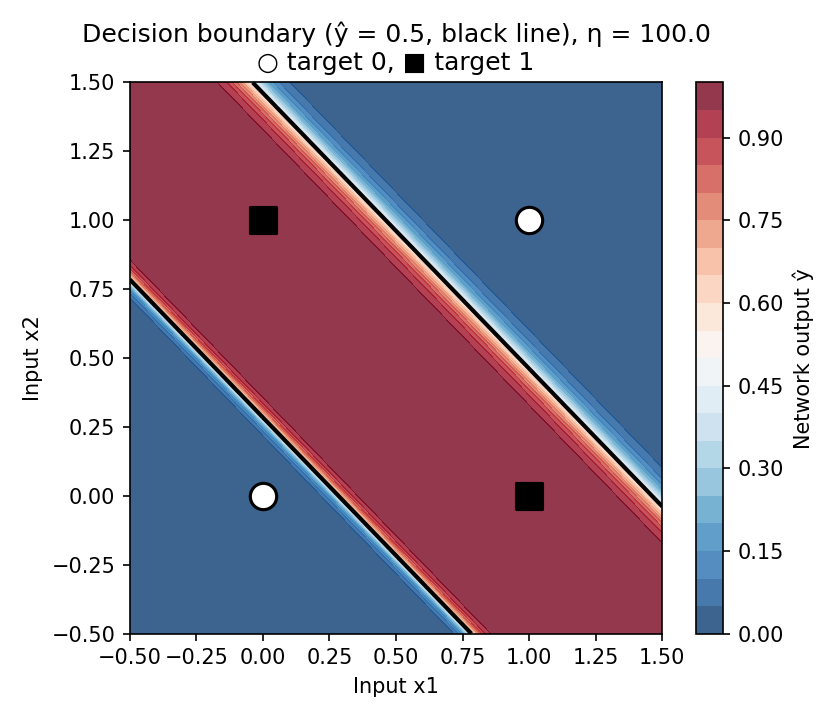 Decision boundary (ŷ = 0.5, black line), η = 100.0
○ target 0, ■ target 1
1.50
1.25
1.00
0.75
0.50
0.25
0.00
−0.25
−0.50
Input x2
−0.50 −0.25 0.00 0.25 0.50 0.75 1.00 1.25 1.50
Input x1
0.90
0.75
0.60
0.45
0.30
0.15
0.00
Network output ŷ